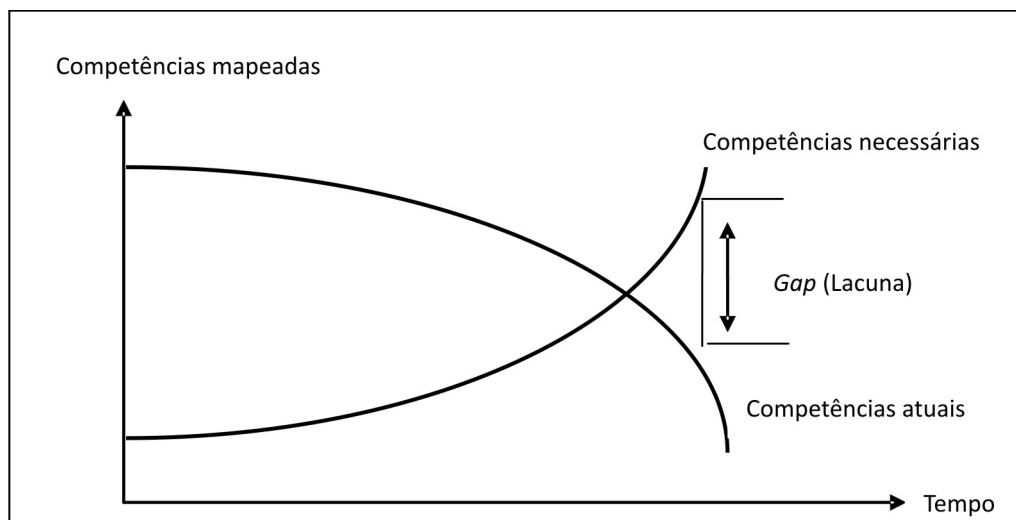 Competências mapeadas
Competências necessárias
Gap (Lacuna)
Competências atuais
Tempo